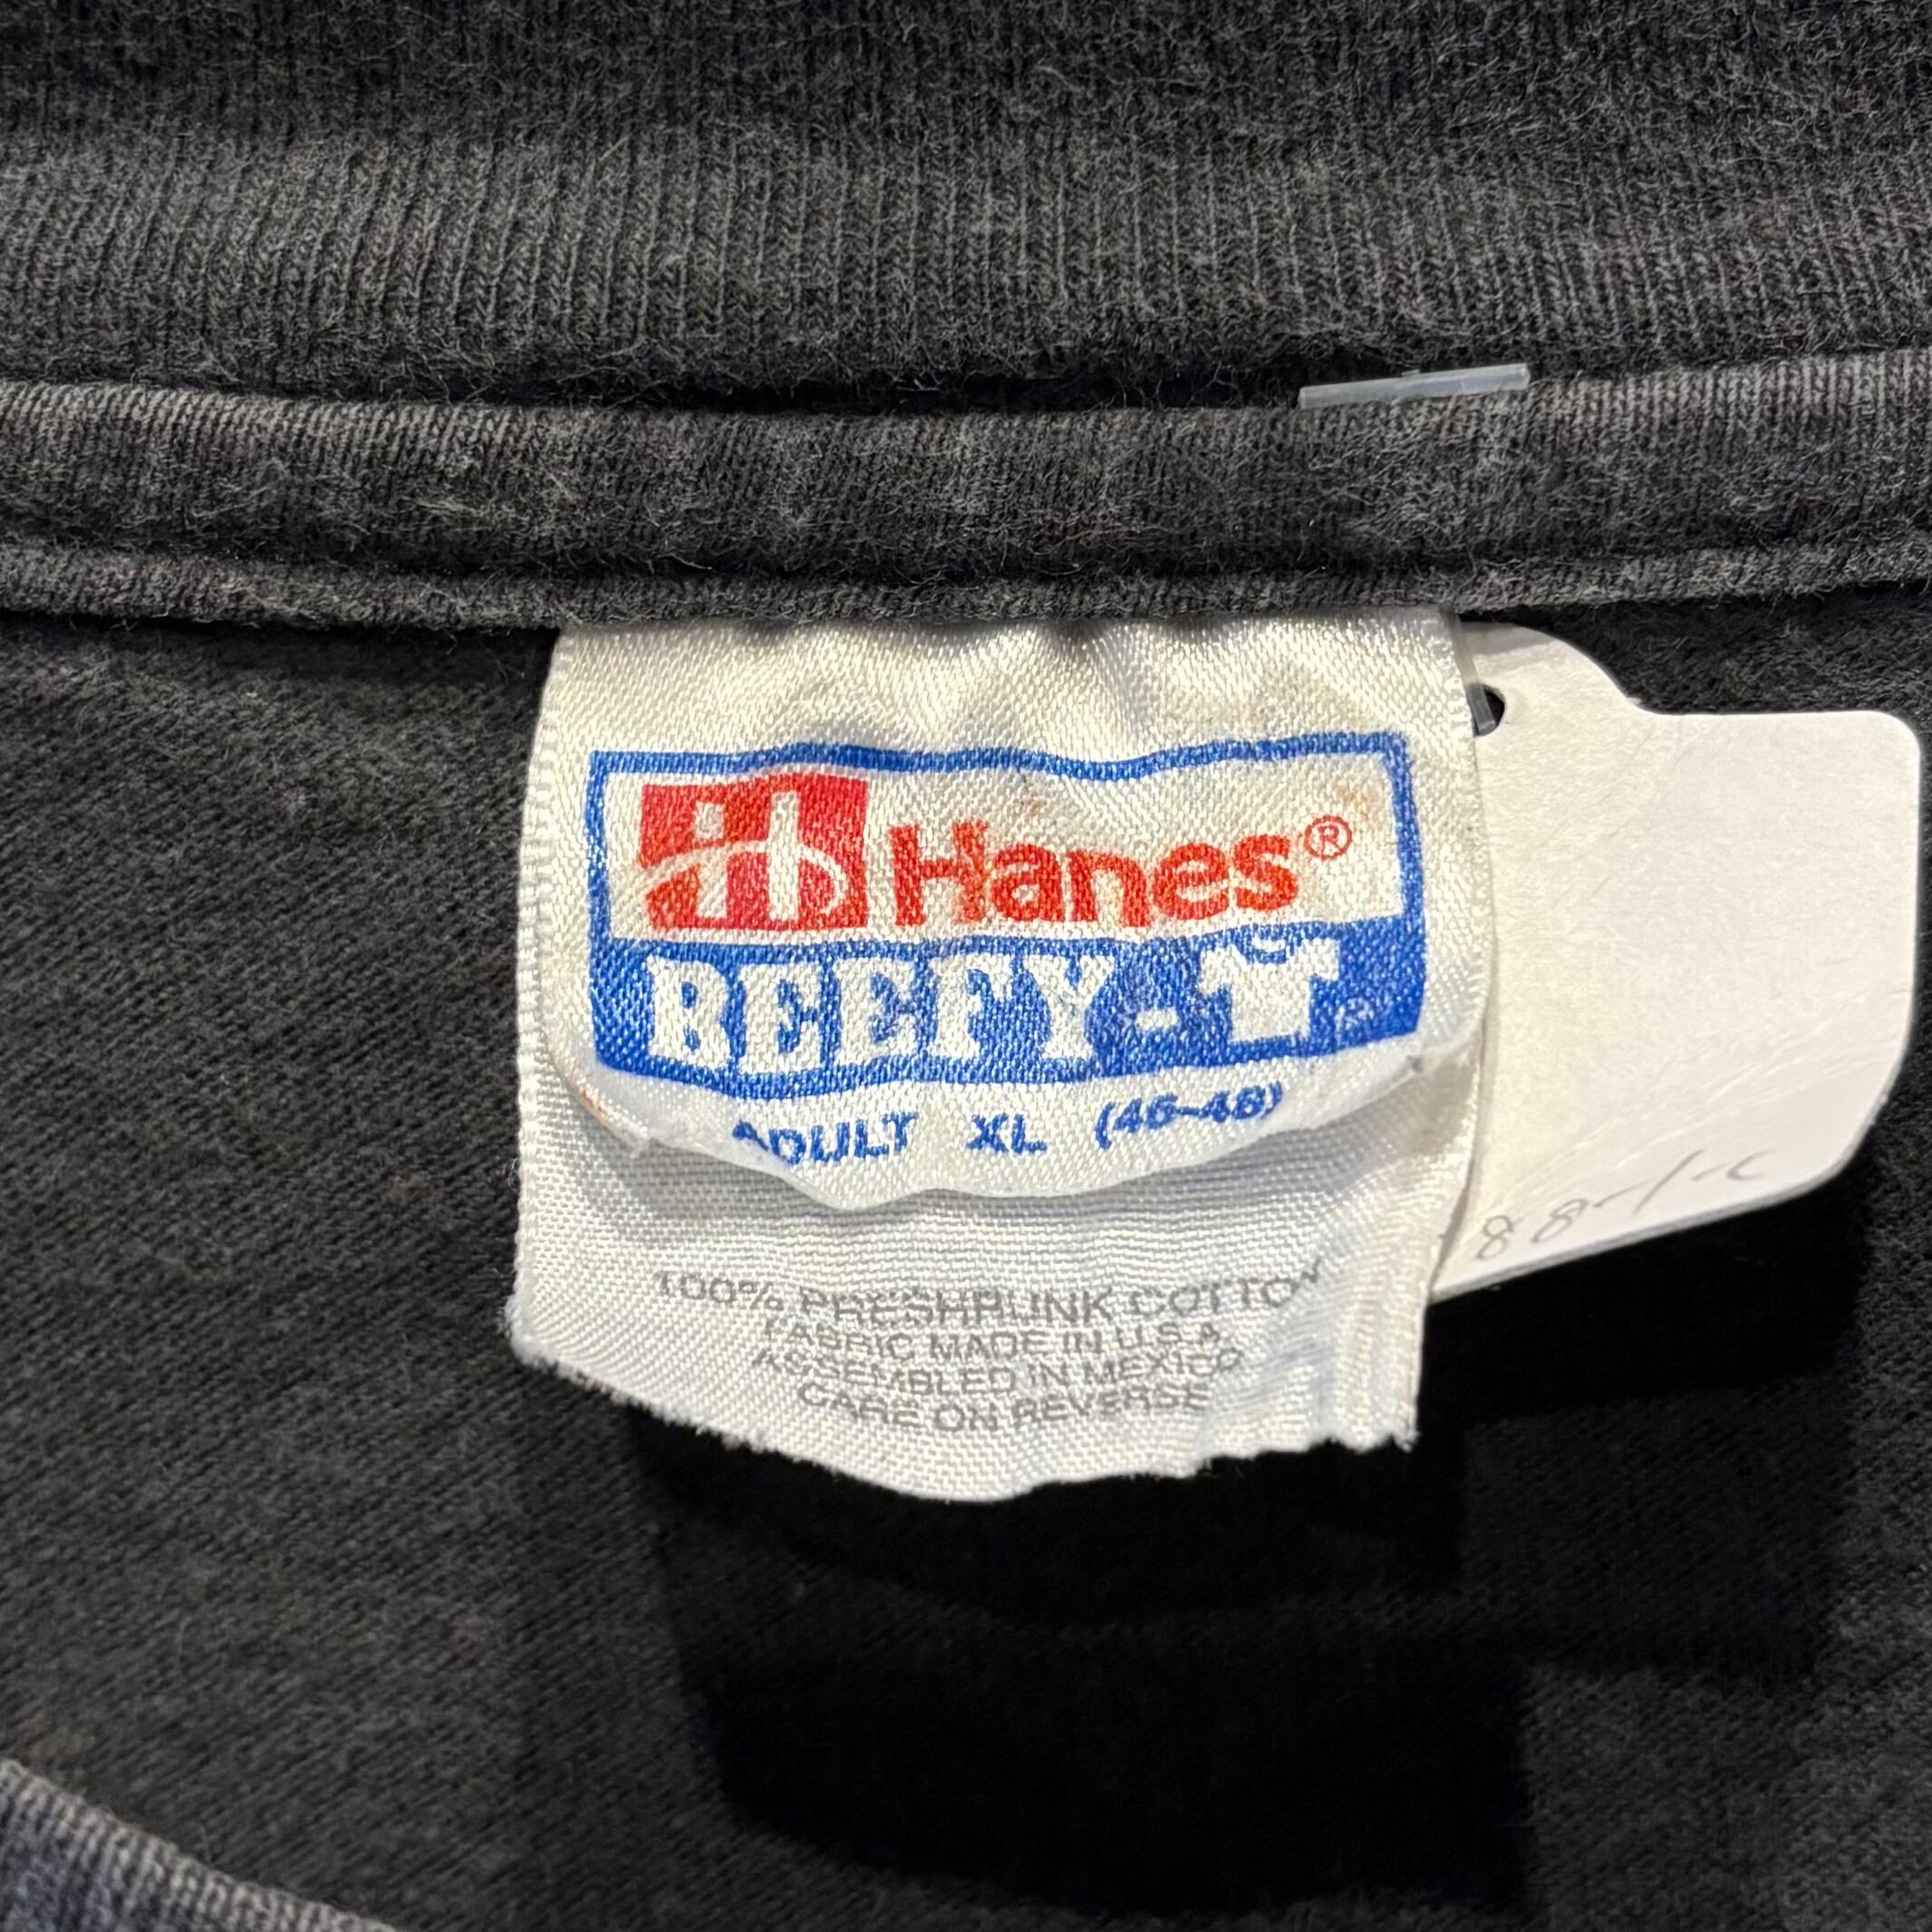 H Hanes®
BEEFY-T®
ADULT XL (46-48)
100% PRESHRUNK COTTON
FABRIC MADE IN U.S.A.
ASSEMBLED IN MEXICO
CARE ON REVERSE